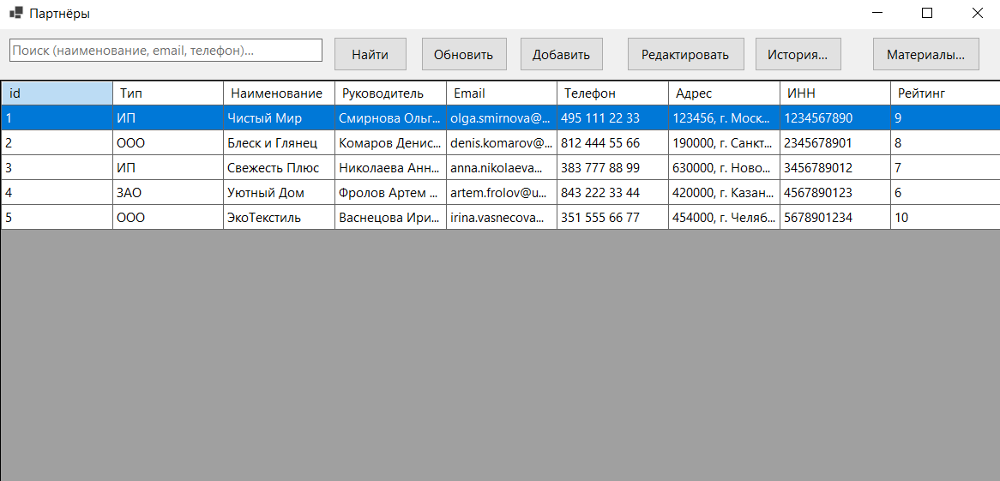 Партнёры
Поиск (наименование, email, телефон)... Найти Обновить Добавить Редактировать История... Материалы...
id Тип Наименование Руководитель Email Телефон Адрес ИНН Рейтинг
1 ИП Чистый Мир Смирнова Ольг... olga.smirnova@... 495 111 22 33 123456, г. Моск... 1234567890 9
2 ООО Блеск и Глянец Комаров Денис... denis.komarov@... 812 444 55 66 190000, г. Санкт... 2345678901 8
3 ИП Свежесть Плюс Николаева Анн... anna.nikolaeva... 383 777 88 99 630000, г. Ново... 3456789012 7
4 ЗАО Уютный Дом Фролов Артем ... artem.frolov@u... 843 222 33 44 420000, г. Казан... 4567890123 6
5 ООО ЭкоТекстиль Васнецова Ири... irina.vasnecova... 351 555 66 77 454000, г. Челяб... 5678901234 10